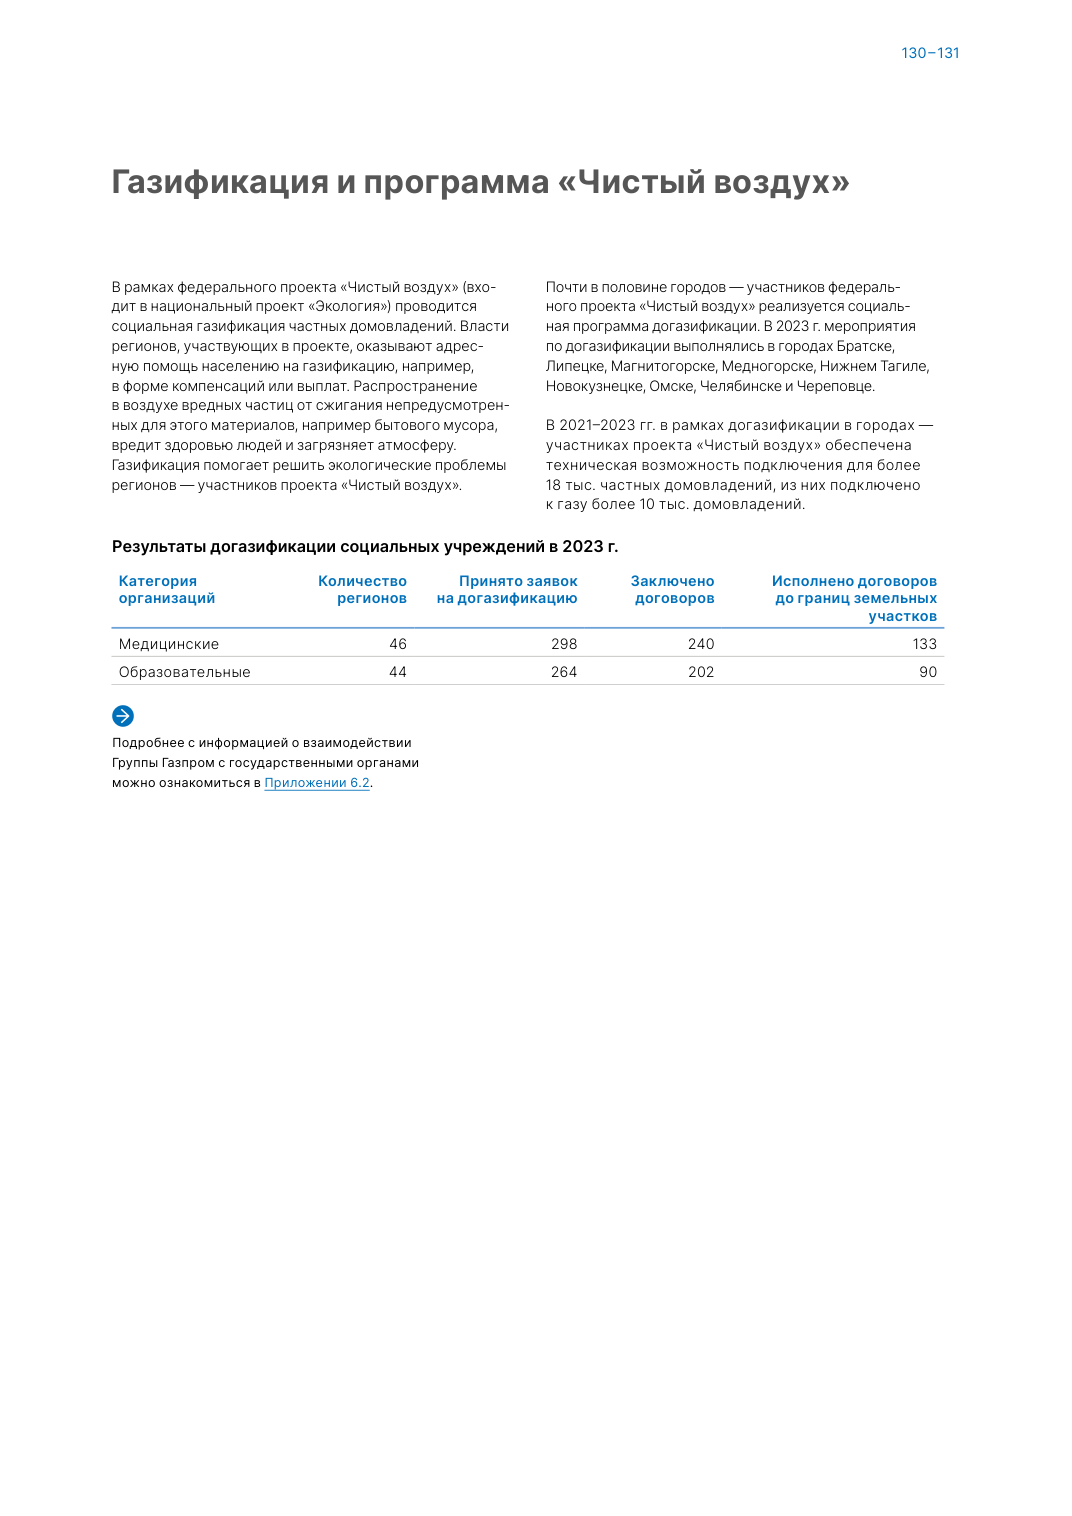 130–131
Газификация и программа «Чистый воздух»
В рамках федерального проекта «Чистый воздух» (вхо-
дит в национальный проект «Экология») проводится
социальная газификация частных домовладений. Власти
регионов, участвующих в проекте, оказывают адрес-
ную помощь населению на газификацию, например,
в форме компенсаций или выплат. Распространение
в воздухе вредных частиц от сжигания непредусмотрен-
ных для этого материалов, например бытового мусора,
вредит здоровью людей и загрязняет атмосферу.
Газификация помогает решить экологические проблемы
регионов — участников проекта «Чистый воздух».
Почти в половине городов — участников федераль-
ного проекта «Чистый воздух» реализуется социаль-
ная программа догазификации. В 2023 г. мероприятия
по догазификации выполнялись в городах Братске,
Липецке, Магнитогорске, Медногорске, Нижнем Тагиле,
Новокузнецке, Омске, Челябинске и Череповце.
В 2021–2023 гг. в рамках догазификации в городах —
участниках проекта «Чистый воздух» обеспечена
техническая возможность подключения для более
18 тыс. частных домовладений, из них подключено
к газу более 10 тыс. домовладений.
Результаты догазификации социальных учреждений в 2023 г.
Категория Количество Принято заявок Заключено Исполнено договоров
организаций регионов на догазификацию договоров до границ земельных
участков
Медицинские 46 298 240 133
Образовательные 44 264 202 90
Подробнее с информацией о взаимодействии
Группы Газпром с государственными органами
можно ознакомиться в Приложении 6.2.